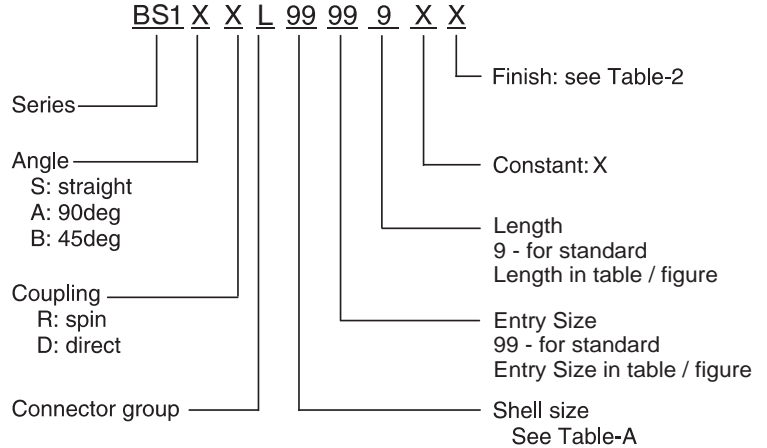 BS1 X X L 99 99 9 X X
Finish: see Table-2
Series
Angle
S: straight
A: 90deg
B: 45deg
Constant: X
Length
9 - for standard
Length in table / figure
Coupling
R: spin
D: direct
Entry Size
99 - for standard
Entry Size in table / figure
Connector group
Shell size
See Table-A